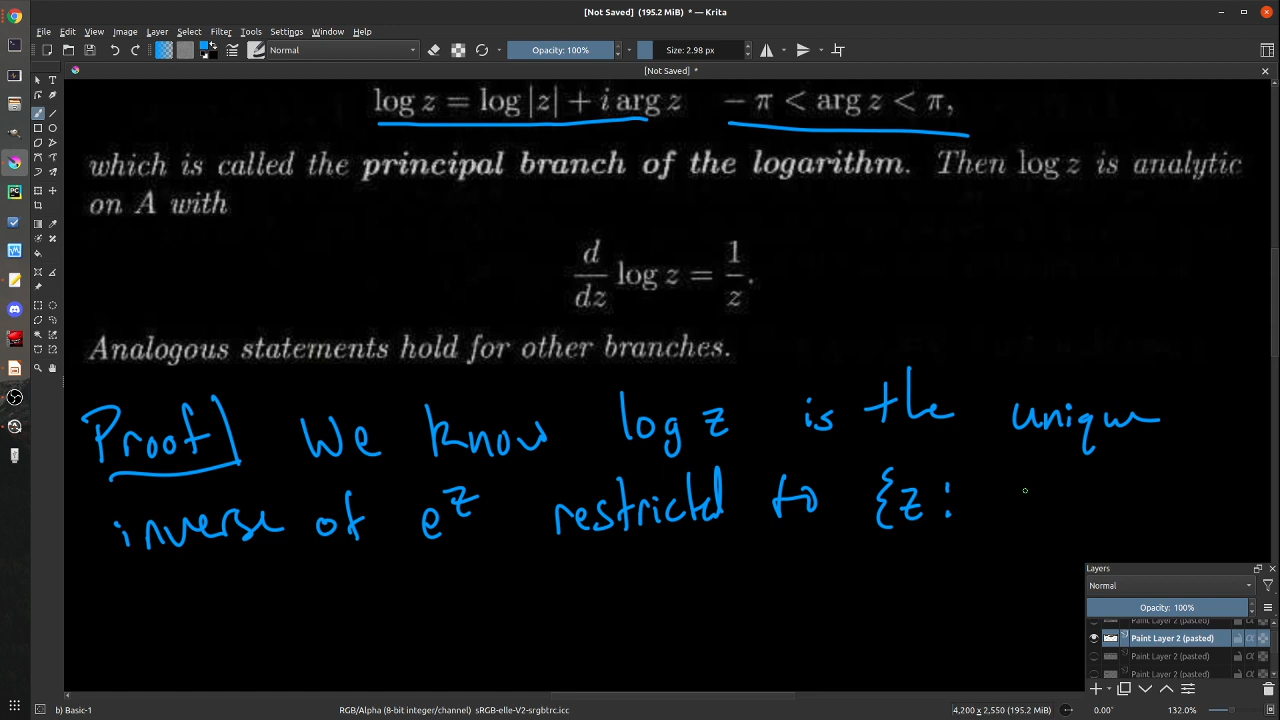 [Not Saved] (195.2 MiB) * — Krita
File Edit View Image Layer Select Filter Tools Settings Window Help
Normal Opacity: 100% Size: 2.98 px
[Not Saved] *
log z = log |z| + i arg z − π < arg z < π,
which is called the principal branch of the logarithm. Then log z is analytic
on A with
d/dz log z = 1/z.
Analogous statements hold for other branches.
Proof] We know log z is the unique
inverse of e^z restricted to {z :
Layers
Normal
Opacity: 100%
Paint Layer 2 (pasted)
Paint Layer 2 (pasted)
Paint Layer 2 (pasted)
Paint Layer 2 (pasted)
b) Basic-1 RGB/Alpha (8-bit integer/channel) sRGB-elle-V2-srgbtrc.icc 4,200 x 2,550 (195.2 MiB) 0.00° 132.0%